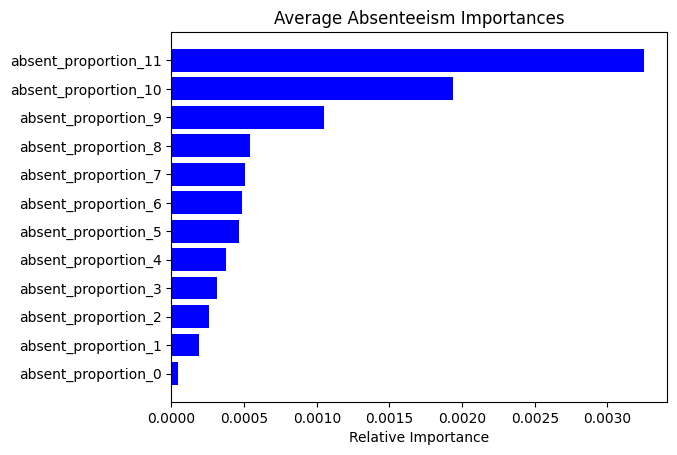 Average Absenteeism Importances
absent_proportion_11
absent_proportion_10
absent_proportion_9
absent_proportion_8
absent_proportion_7
absent_proportion_6
absent_proportion_5
absent_proportion_4
absent_proportion_3
absent_proportion_2
absent_proportion_1
absent_proportion_0
0.0000 0.0005 0.0010 0.0015 0.0020 0.0025 0.0030
Relative Importance